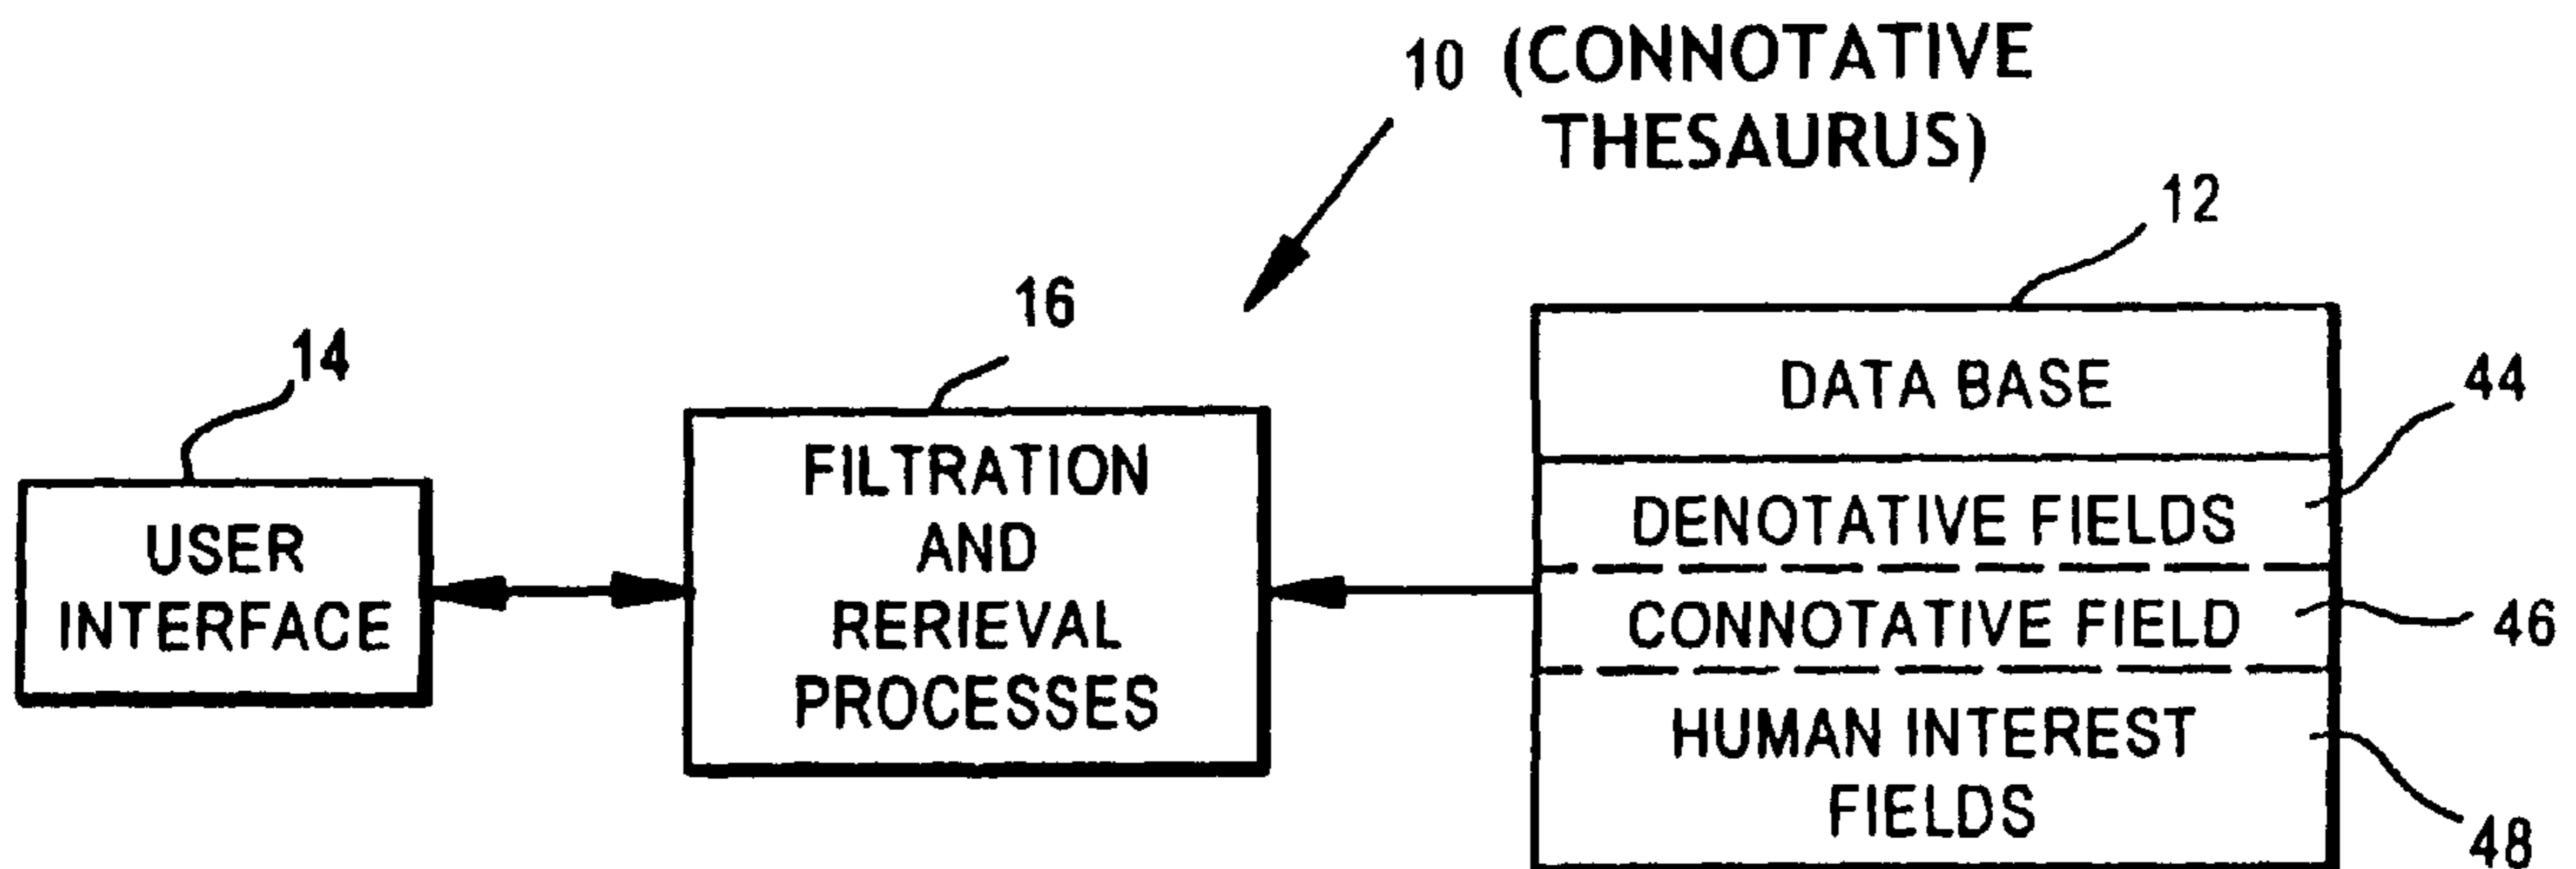 10 (CONNOTATIVE
THESAURUS)
12
16
14
DATA BASE
44
DENOTATIVE FIELDS
CONNOTATIVE FIELD
46
HUMAN INTEREST
FIELDS
48
FILTRATION
AND
RERIEVAL
PROCESSES
USER
INTERFACE